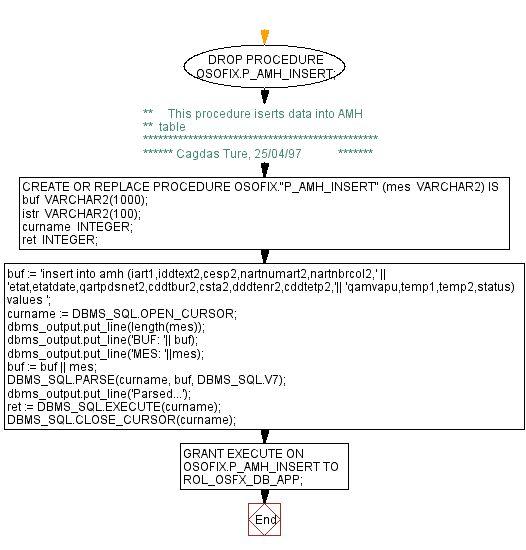 DROP PROCEDURE
OSOFIX.P_AMH_INSERT;
**     This procedure iserts data into AMH
**  table
***********************************************
****** Cagdas Ture, 25/04/97            *******
CREATE OR REPLACE PROCEDURE OSOFIX."P_AMH_INSERT" (mes  VARCHAR2) IS
buf  VARCHAR2(1000);
istr  VARCHAR2(100);
curname  INTEGER;
ret  INTEGER;
buf := 'insert into amh (iart1,iddtext2,cesp2,nartnumart2,nartnbrcol2,' ||
'etat,etatdate,qartpdsnet2,cddtbur2,csta2,dddtenr2,cddtetp2,'|| 'qamvapu,temp1,temp2,status)
values ';
curname := DBMS_SQL.OPEN_CURSOR;
dbms_output.put_line(length(mes));
dbms_output.put_line('BUF: '|| buf);
dbms_output.put_line('MES: '||mes);
buf := buf || mes;
DBMS_SQL.PARSE(curname, buf, DBMS_SQL.V7);
dbms_output.put_line('Parsed...');
ret := DBMS_SQL.EXECUTE(curname);
DBMS_SQL.CLOSE_CURSOR(curname);
GRANT EXECUTE ON
OSOFIX.P_AMH_INSERT TO
ROL_OSFX_DB_APP;
End